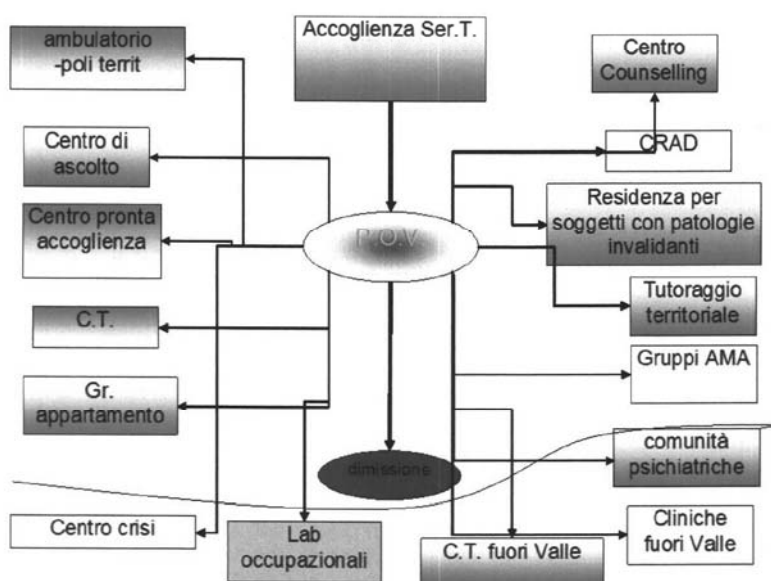 ambulatorio
-poli territ
Accoglienza Ser.T.
Centro
Counselling
Centro di
ascolto
CRAD
Centro pronta
accoglienza
P.O.V
Residenza per
soggetti con patologie
invalidanti
C.T.
Tutoraggio
territoriale
Gr.
appartamento
Gruppi AMA
dimissione
comunità
psichiatriche
Centro crisi
Lab
occupazionali
C.T. fuori Valle
Cliniche
fuori Valle